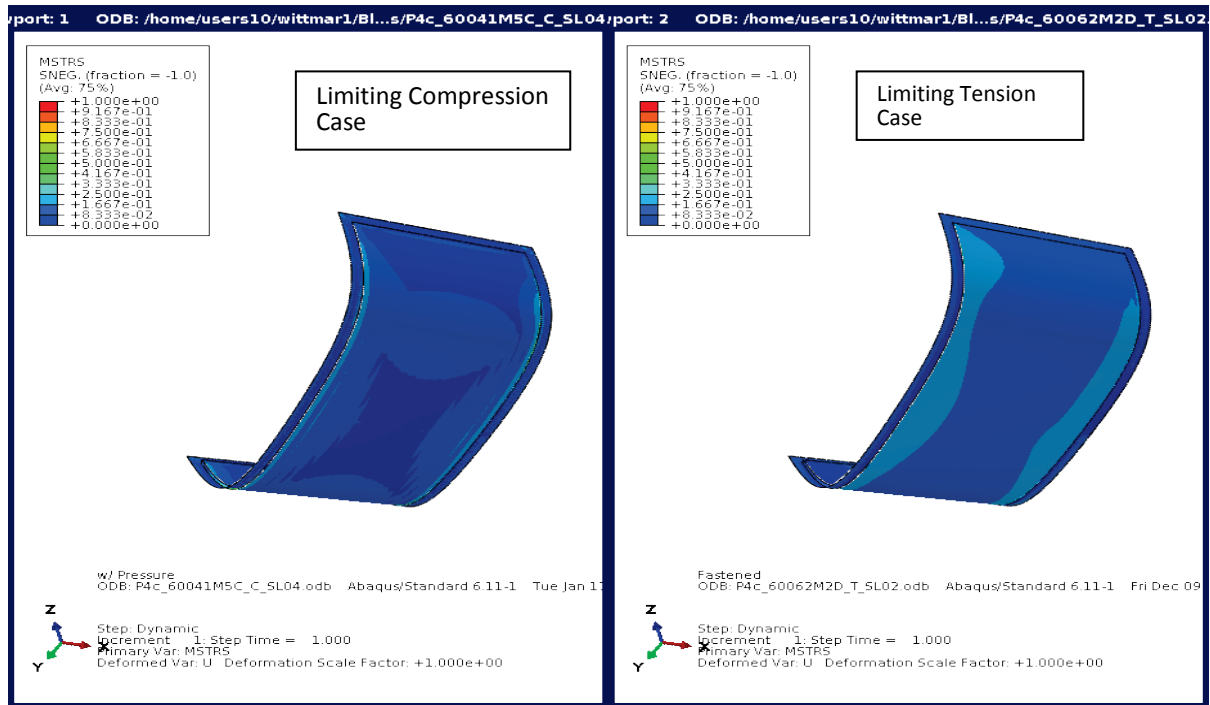 vport: 1 ODB: /home/users10/wittmar1/Bl...s/P4c_60041M5C_C_SL04
MSTRS
SNEG. (fraction = -1.0)
(Avg: 75%)
+1.000e+00
+9.167e-01
+8.333e-01
+7.500e-01
+6.667e-01
+5.833e-01
+5.000e-01
+4.167e-01
+3.333e-01
+2.500e-01
+1.667e-01
+8.333e-02
+0.000e+00
Limiting Compression
Case
w/ Pressure
ODB: P4c_60041M5C_C_SL04.odb Abaqus/Standard 6.11-1 Tue Jan 1
Z
X
Y
Step: Dynamic
Increment 1: Step Time = 1.000
Primary Var: MSTRS
Deformed Var: U Deformation Scale Factor: +1.000e+00
port: 2 ODB: /home/users10/wittmar1/Bl...s/P4c_60062M2D_T_SL02.
MSTRS
SNEG. (fraction = -1.0)
(Avg: 75%)
+1.000e+00
+9.167e-01
+8.333e-01
+7.500e-01
+6.667e-01
+5.833e-01
+5.000e-01
+4.167e-01
+3.333e-01
+2.500e-01
+1.667e-01
+8.333e-02
+0.000e+00
Limiting Tension
Case
Fastened
ODB: P4c_60062M2D_T_SL02.odb Abaqus/Standard 6.11-1 Fri Dec 09
Z
X
Y
Step: Dynamic
Increment 1: Step Time = 1.000
Primary Var: MSTRS
Deformed Var: U Deformation Scale Factor: +1.000e+00